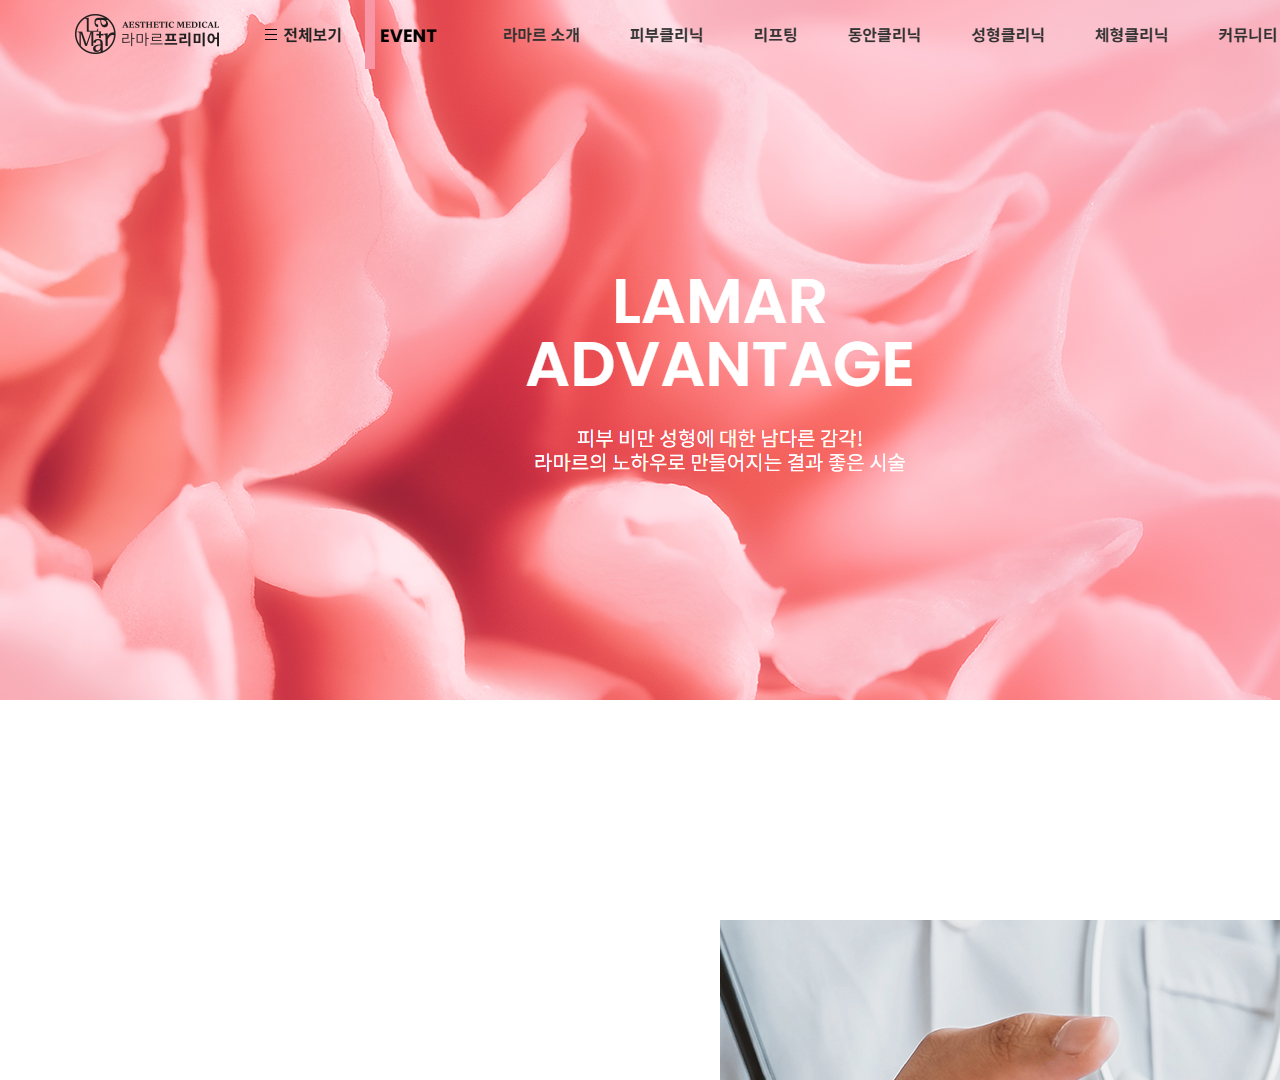 La
Mar
AESTHETIC MEDICAL
라마르프리미어
전체보기
EVENT
라마르 소개
피부클리닉
리프팅
동안클리닉
성형클리닉
체형클리닉
커뮤니티
LAMAR
ADVANTAGE
피부 비만 성형에 대한 남다른 감각!
라마르의 노하우로 만들어지는 결과 좋은 시술